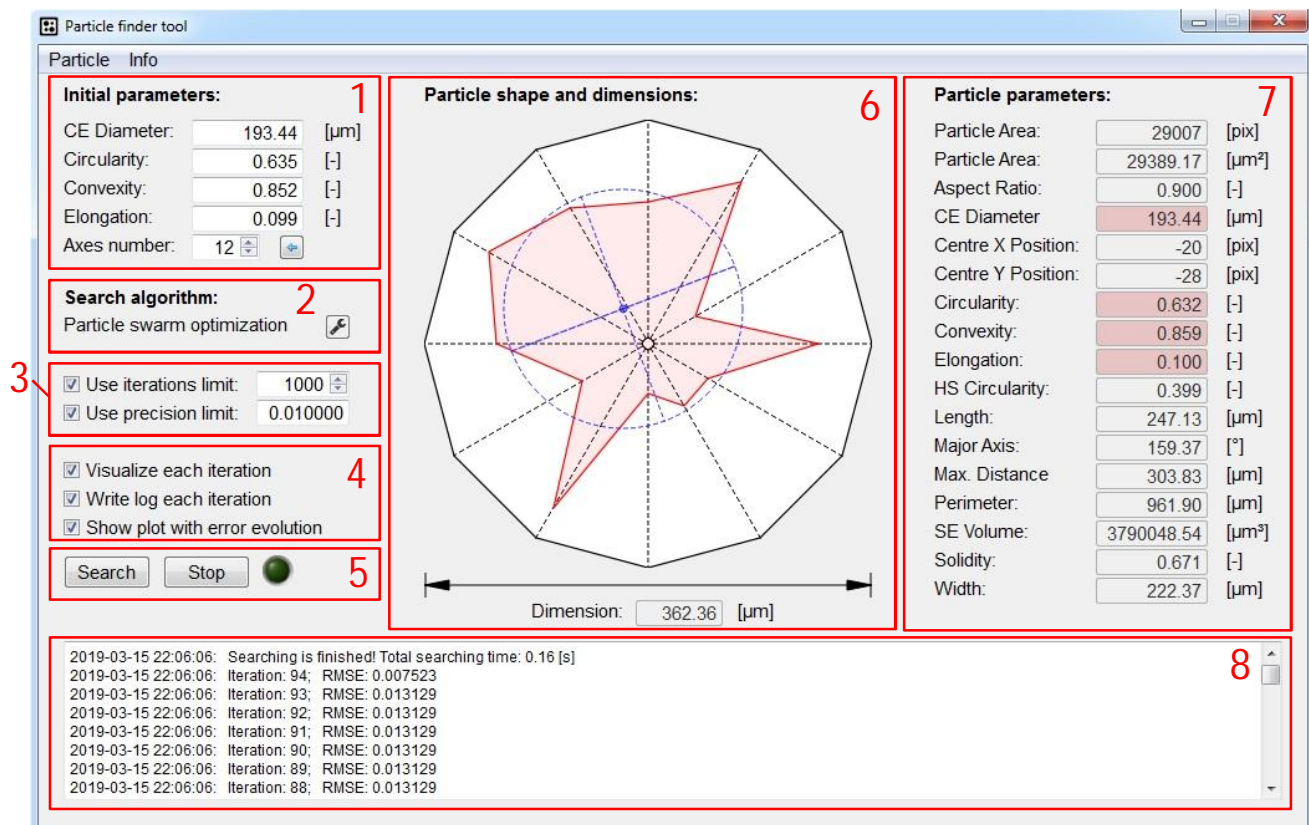 Particle finder tool
Particle Info
Initial parameters: 1
CE Diameter: 193.44 [µm]
Circularity: 0.635 [-]
Convexity: 0.852 [-]
Elongation: 0.099 [-]
Axes number: 12
Search algorithm: 2
Particle swarm optimization
3
Use iterations limit: 1000
Use precision limit: 0.010000
Visualize each iteration 4
Write log each iteration
Show plot with error evolution
Search Stop 5
Particle shape and dimensions: 6
Dimension: 362.36 [µm]
Particle parameters: 7
Particle Area: 29007 [pix]
Particle Area: 29389.17 [µm²]
Aspect Ratio: 0.900 [-]
CE Diameter 193.44 [µm]
Centre X Position: -20 [pix]
Centre Y Position: -28 [pix]
Circularity: 0.632 [-]
Convexity: 0.859 [-]
Elongation: 0.100 [-]
HS Circularity: 0.399 [-]
Length: 247.13 [µm]
Major Axis: 159.37 [°]
Max. Distance 303.83 [µm]
Perimeter: 961.90 [µm]
SE Volume: 3790048.54 [µm³]
Solidity: 0.671 [-]
Width: 222.37 [µm]
8
2019-03-15 22:06:06: Searching is finished! Total searching time: 0.16 [s]
2019-03-15 22:06:06: Iteration: 94; RMSE: 0.007523
2019-03-15 22:06:06: Iteration: 93; RMSE: 0.013129
2019-03-15 22:06:06: Iteration: 92; RMSE: 0.013129
2019-03-15 22:06:06: Iteration: 91; RMSE: 0.013129
2019-03-15 22:06:06: Iteration: 90; RMSE: 0.013129
2019-03-15 22:06:06: Iteration: 89; RMSE: 0.013129
2019-03-15 22:06:06: Iteration: 88; RMSE: 0.013129